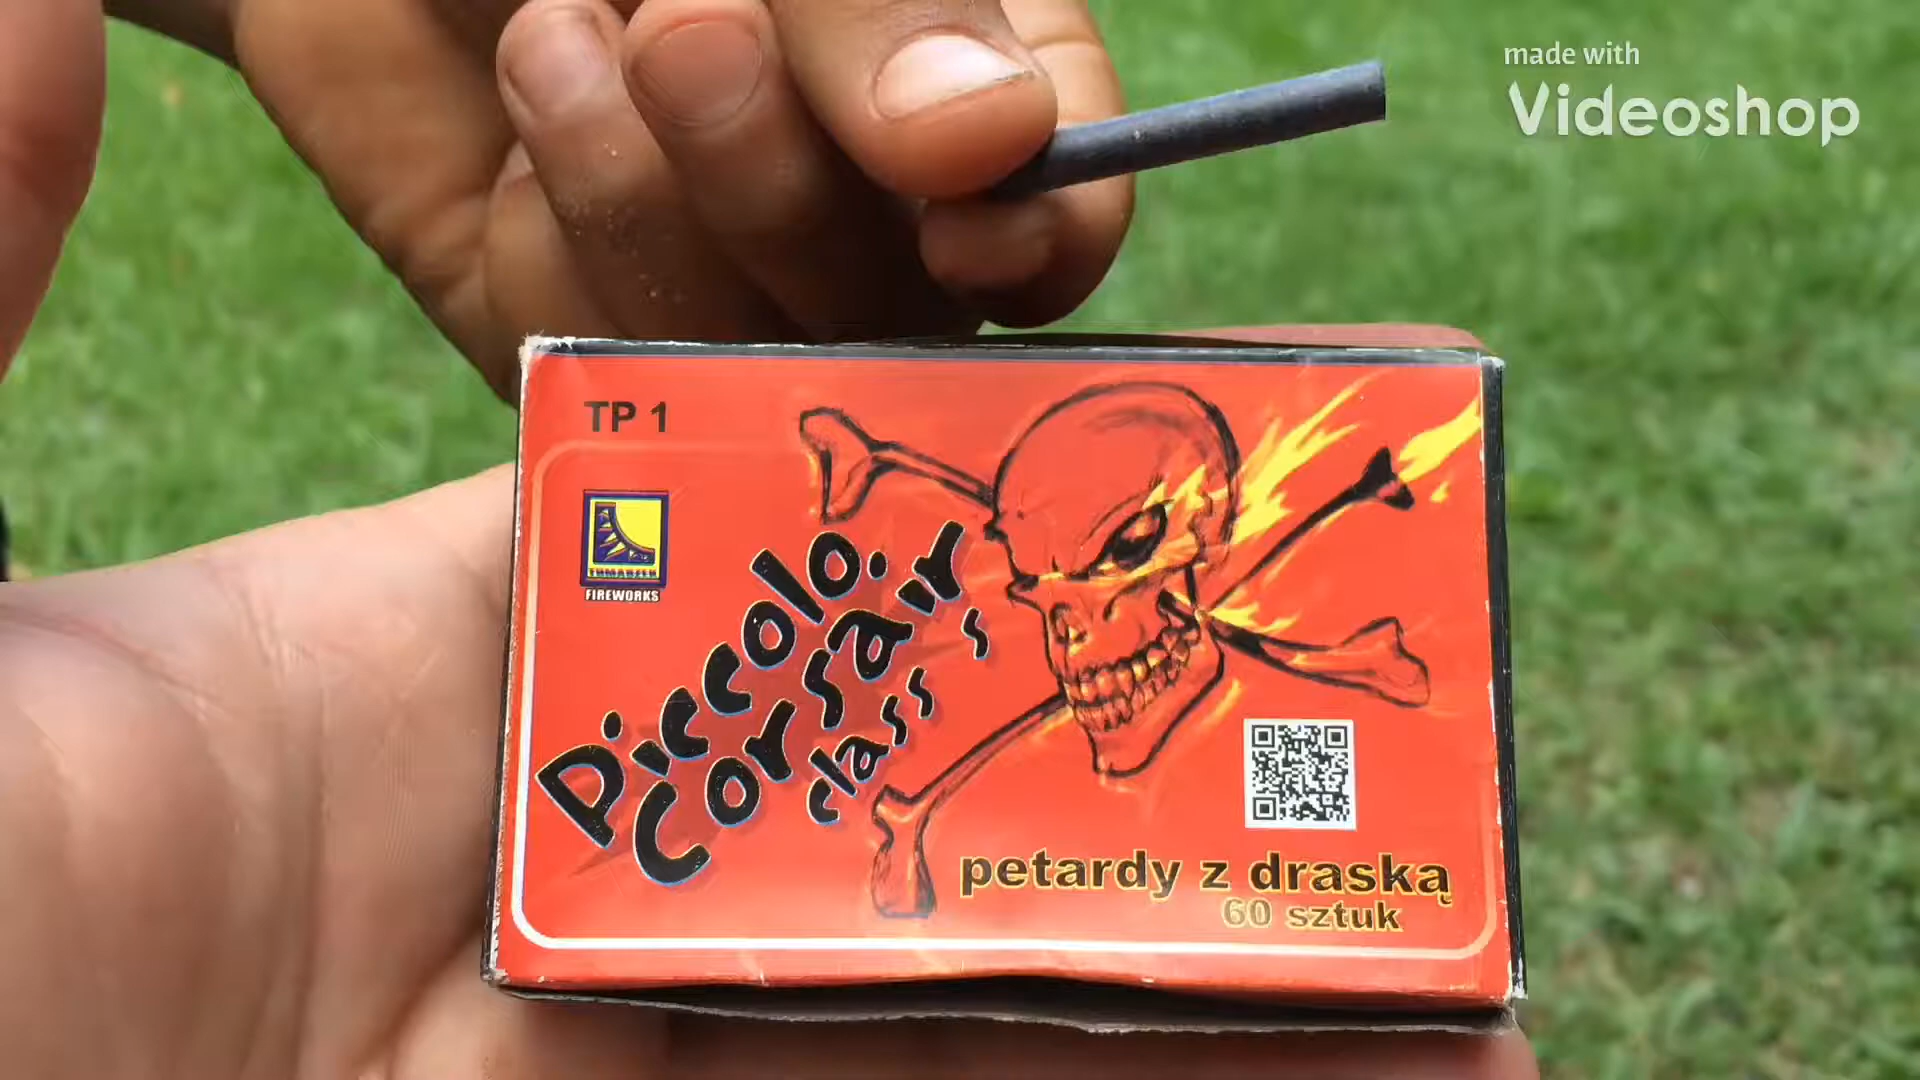 made with
Videoshop
TP 1
FIREWORKS
Piccolo.
Corsair
class s
petardy z draską
60 sztuk